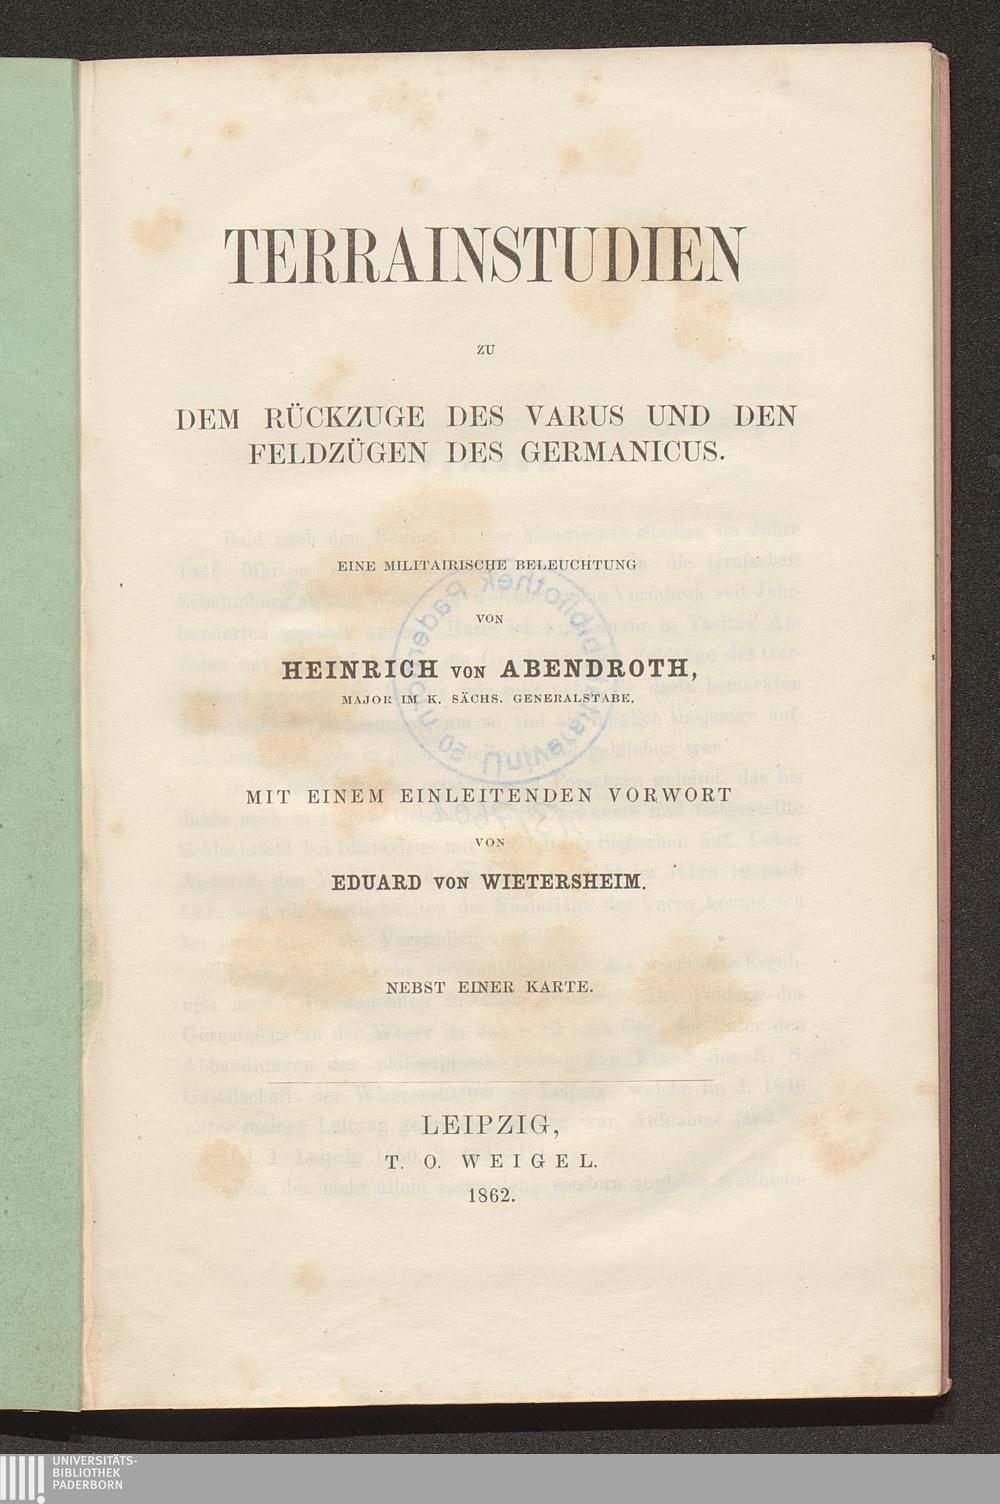 TERRAINSTUDIEN
ZU
DEM RÜCKZUGE DES VARUS UND DEN
FELDZÜGEN DES GERMANICUS.
EINE MILITAIRISCHE BELEUCHTUNG
VON
HEINRICH VON ABENDROTH,
MAJOR IM K. SÄCHS. GENERALSTABE.
MIT EINEM EINLEITENDEN VORWORT
VON
EDUARD VON WIETERSHEIM.
NEBST EINER KARTE.
LEIPZIG,
T. O. WEIGEL.
1862.
UNIVERSITÄTS-
BIBLIOTHEK
PADERBORN